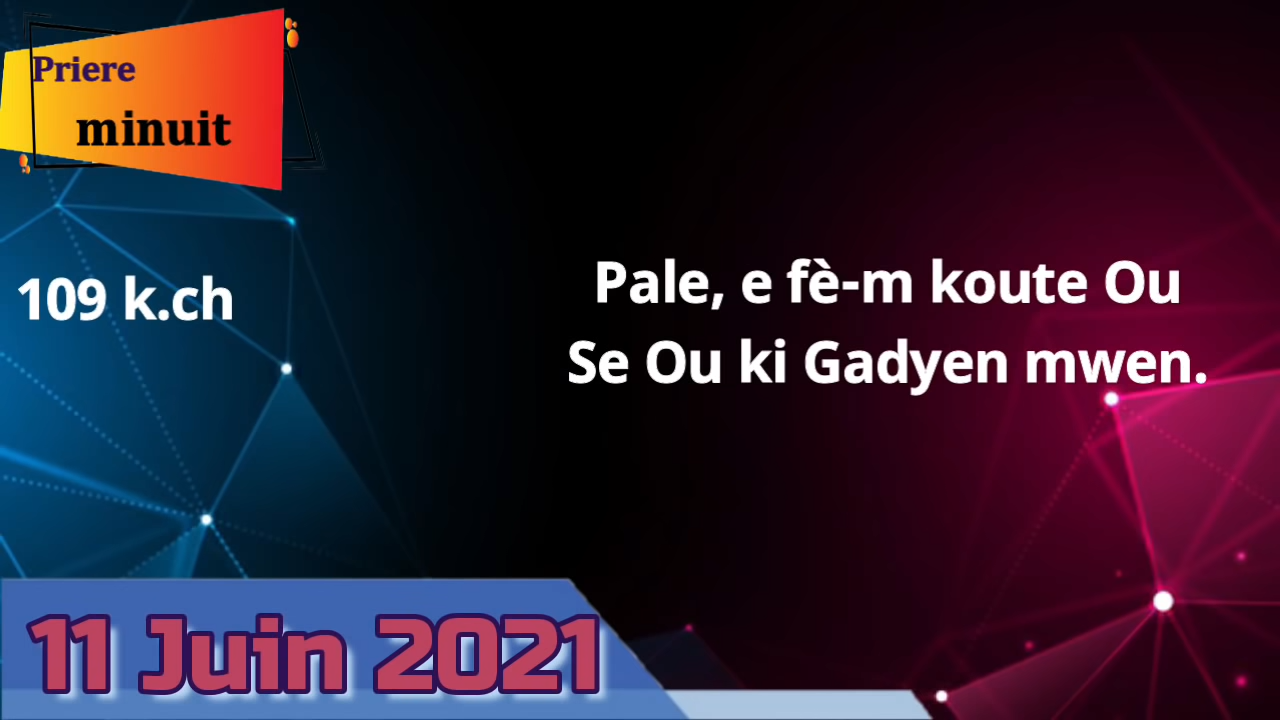 Priere
minuit
109 k.ch
Pale, e fè-m koute Ou
Se Ou ki Gadyen mwen.
11 Juin 2021